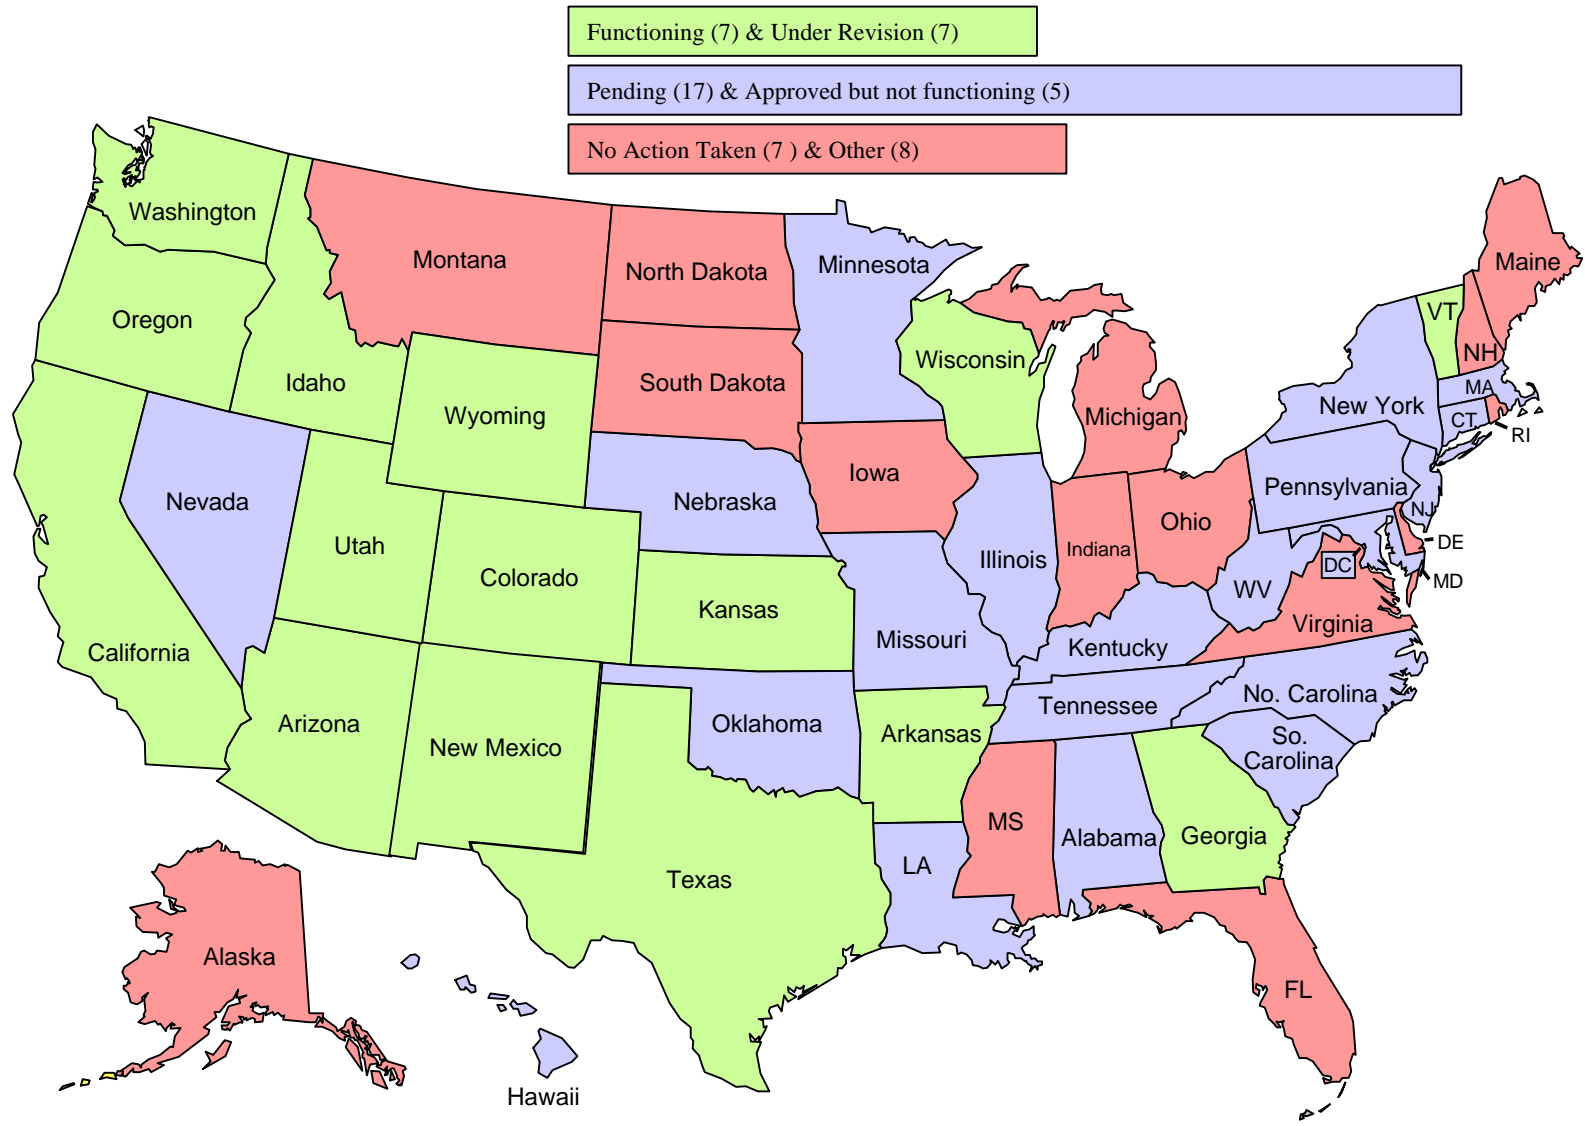 Functioning (7) & Under Revision (7)
Pending (17) & Approved but not functioning (5)
No Action Taken (7 ) & Other (8)
Washington
Montana
North Dakota
Minnesota
Maine
Oregon
VT
Idaho
Wisconsin
NH
South Dakota
MA
Wyoming
Michigan
New York
CT
RI
Nevada
Nebraska
Iowa
Pennsylvania
NJ
Utah
Colorado
Illinois
Indiana
Ohio
DE
DC
MD
WV
Kansas
California
Missouri
Kentucky
Virginia
Arizona
New Mexico
Oklahoma
Arkansas
Tennessee
No. Carolina
So.
Carolina
MS
Alabama
Georgia
Texas
LA
Alaska
FL
Hawaii